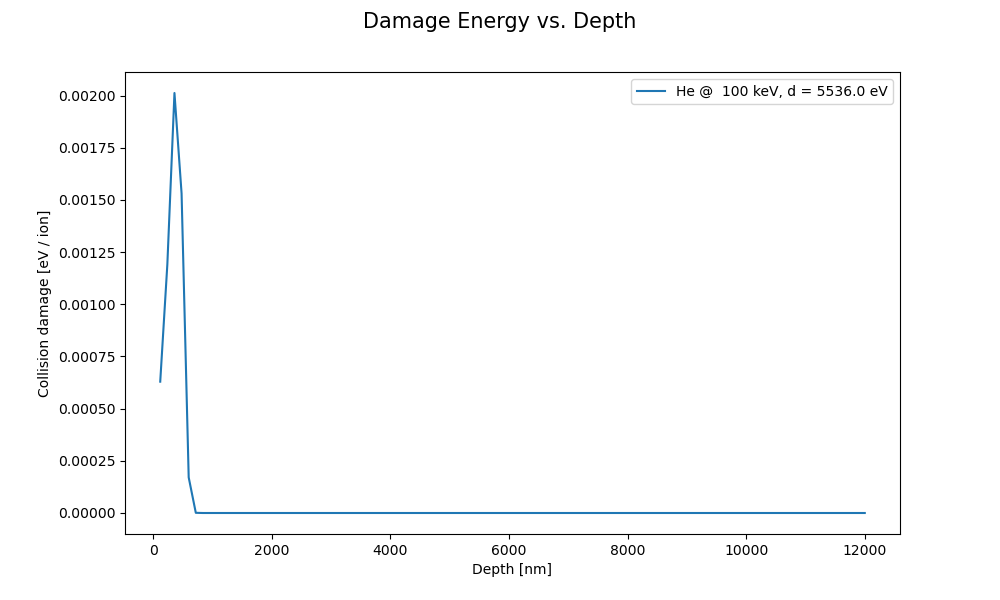 Damage Energy vs. Depth
He @  100 keV, d = 5536.0 eV
0.00200
0.00175
0.00150
0.00125
0.00100
0.00075
0.00050
0.00025
0.00000
Collision damage [eV / ion]
0 2000 4000 6000 8000 10000 12000
Depth [nm]